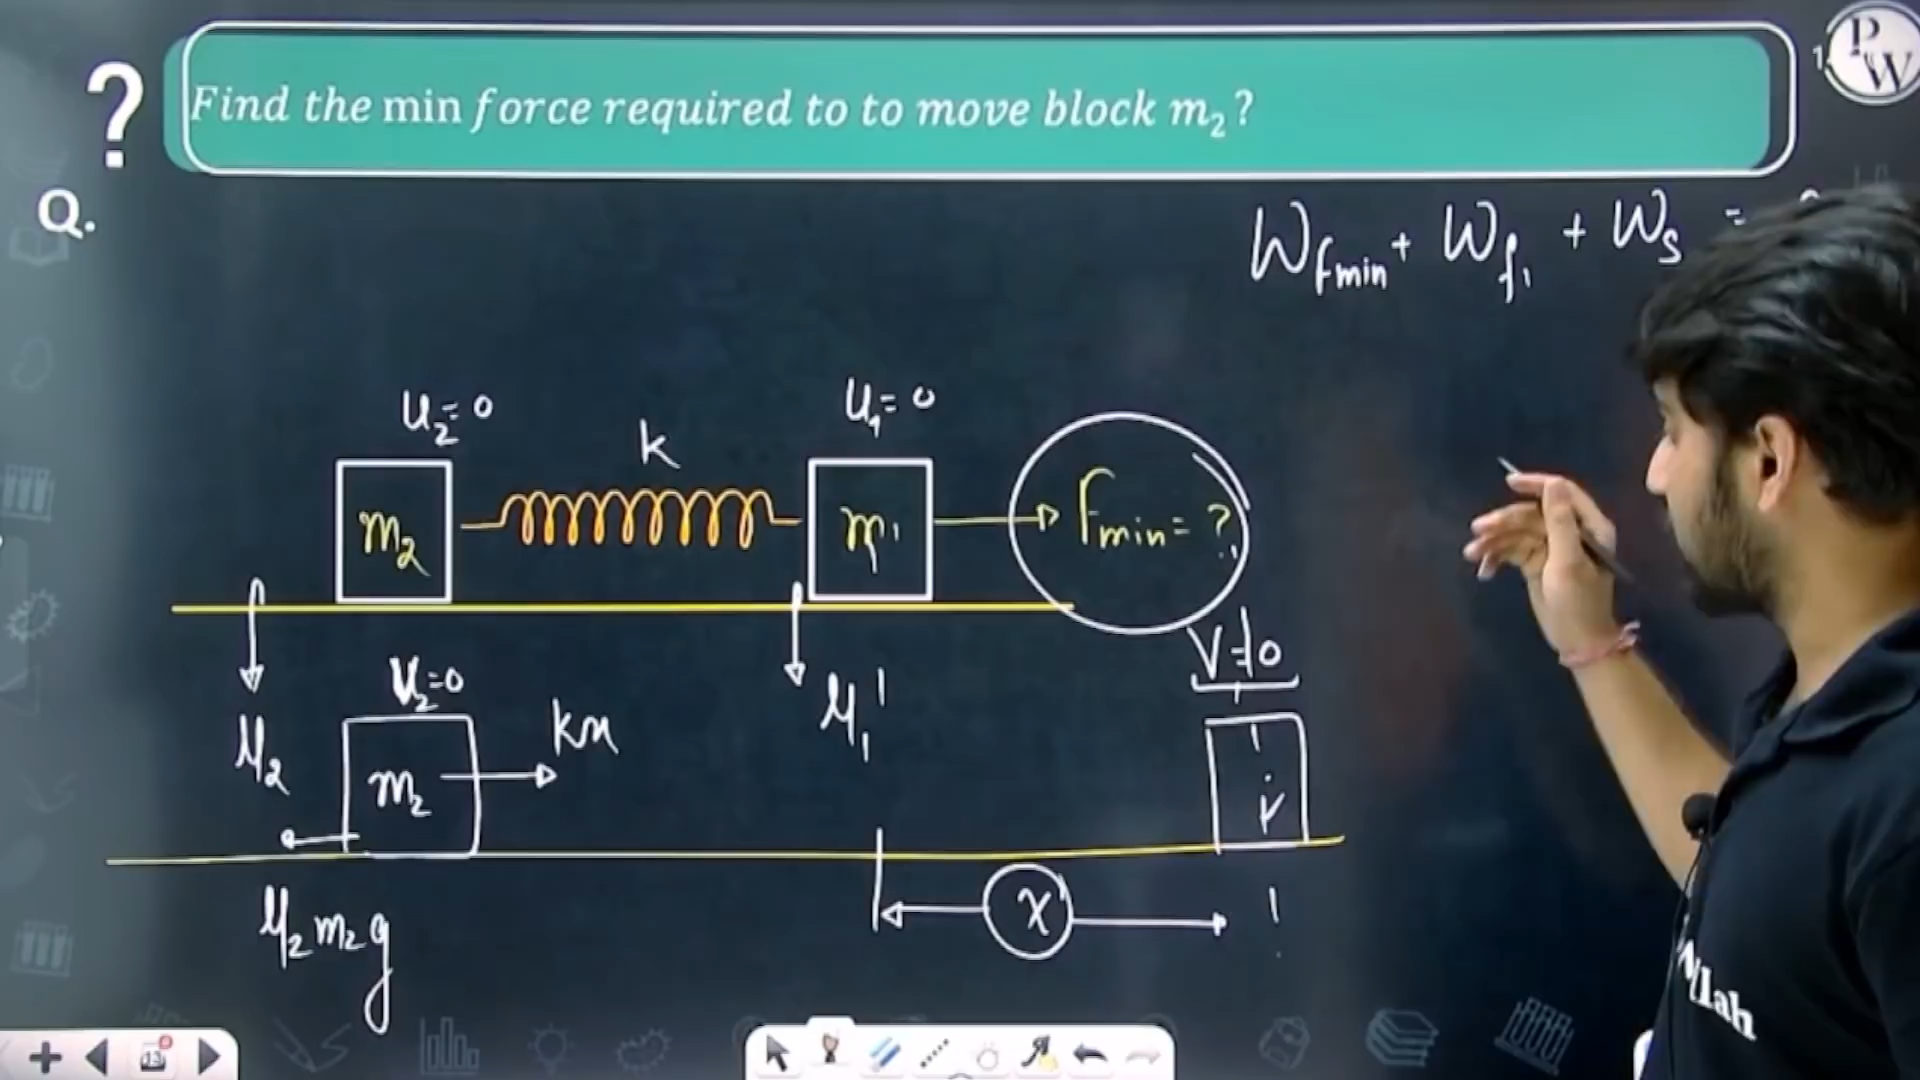 ?
Find the min force required to to move block m₂?
PW
Q.
W_Fmin + W_f₁ + W_S =
U₂ = 0
k
U₁ = 0
m₂
m₁
F_min = ?
V₂=0
kx
μ₁
V≠0
μ₂
m₂
μ₂m₂g
x